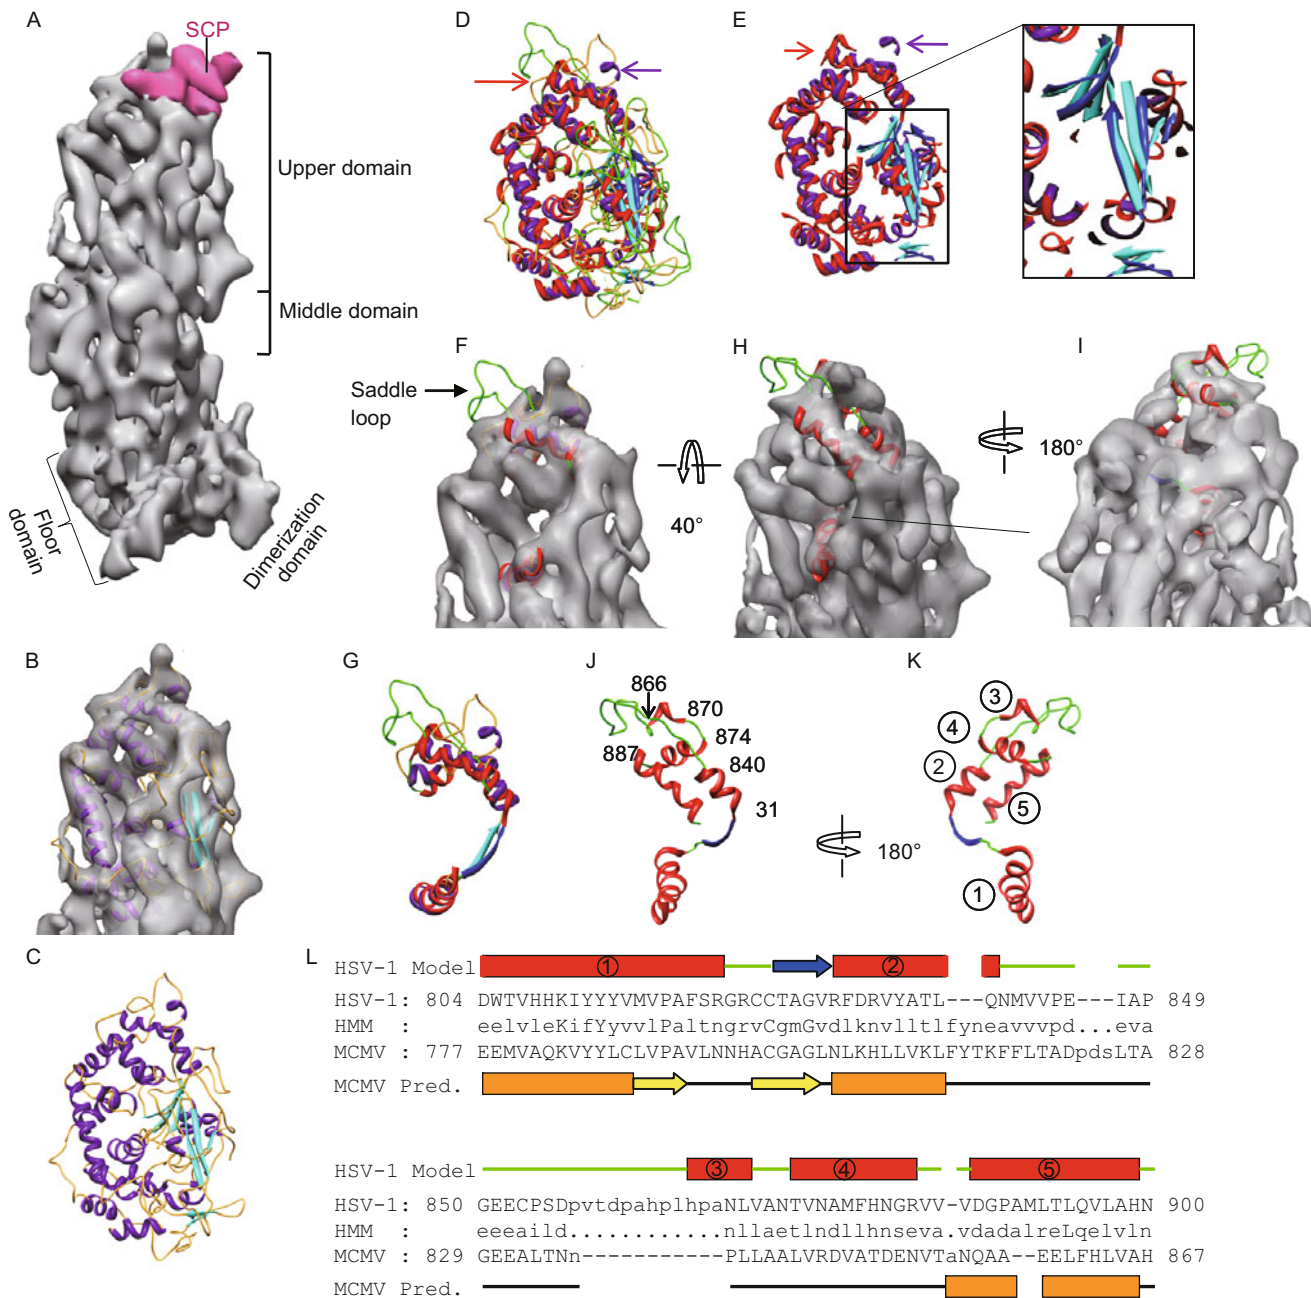 A
SCP
Upper domain
Middle domain
Floor domain
Dimerization domain
B
C
D
E
F
Saddle loop
40°
H
180°
I
G
J
866
870
874
887
840
31
180°
K
3
4
2
5
1
L
HSV-1 Model 1 2
HSV-1: 804 DWTVHHKIYYYVMVPAFSRGRCCTAGVRFDRVYATL---QNMVVPE---IAP 849
HMM : eelvleKifYyvvlPaltngrvCgmGvdlknvlltlfyneavvvpd...eva
MCMV : 777 EEMVAQKVYYLCLVPAVLNNHACGAGLNLKHLLVKLFYTKFFLTADpdsLTA 828
MCMV Pred.
HSV-1 Model 3 4 5
HSV-1: 850 GEECPSDpvtdpahplhpaNLVANTVNAMFHNGRVV-VDGPAMLTLQVLAHN 900
HMM : eeeaild............nllaetlndllhnseva.vdadalreLqelvln
MCMV : 829 GEEALTNn-----------PLLAALVRDVATDENVTaNQAA--EELFHLVAH 867
MCMV Pred.